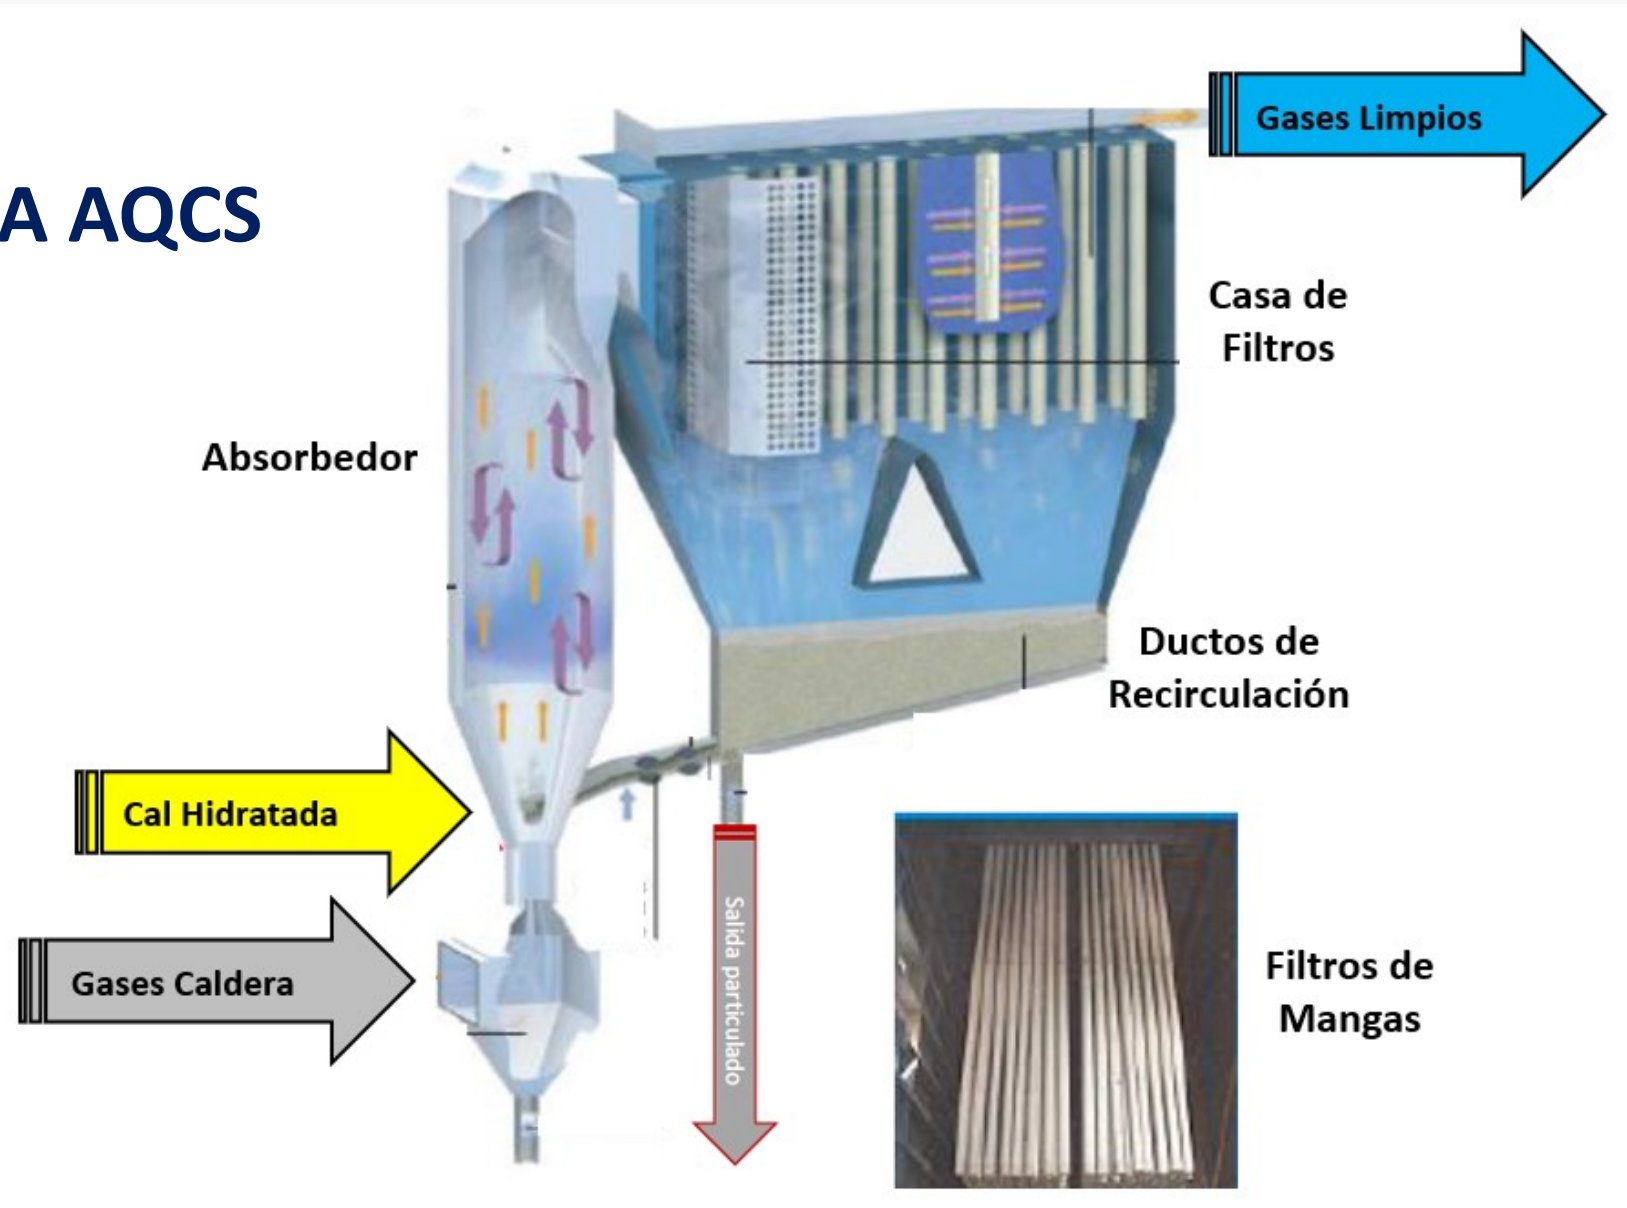 A AQCS
Gases Limpios
Casa de
Filtros
Absorbedor
Ductos de
Recirculación
Cal Hidratada
Gases Caldera
Salida particulado
Filtros de
Mangas